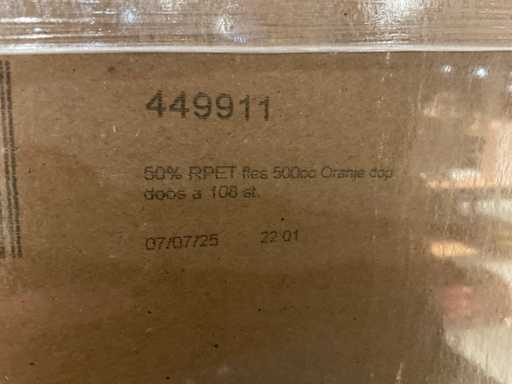 449911
50% RPET fles 500cc Oranje dop
doos a 108 st.
07/07/25 22:01